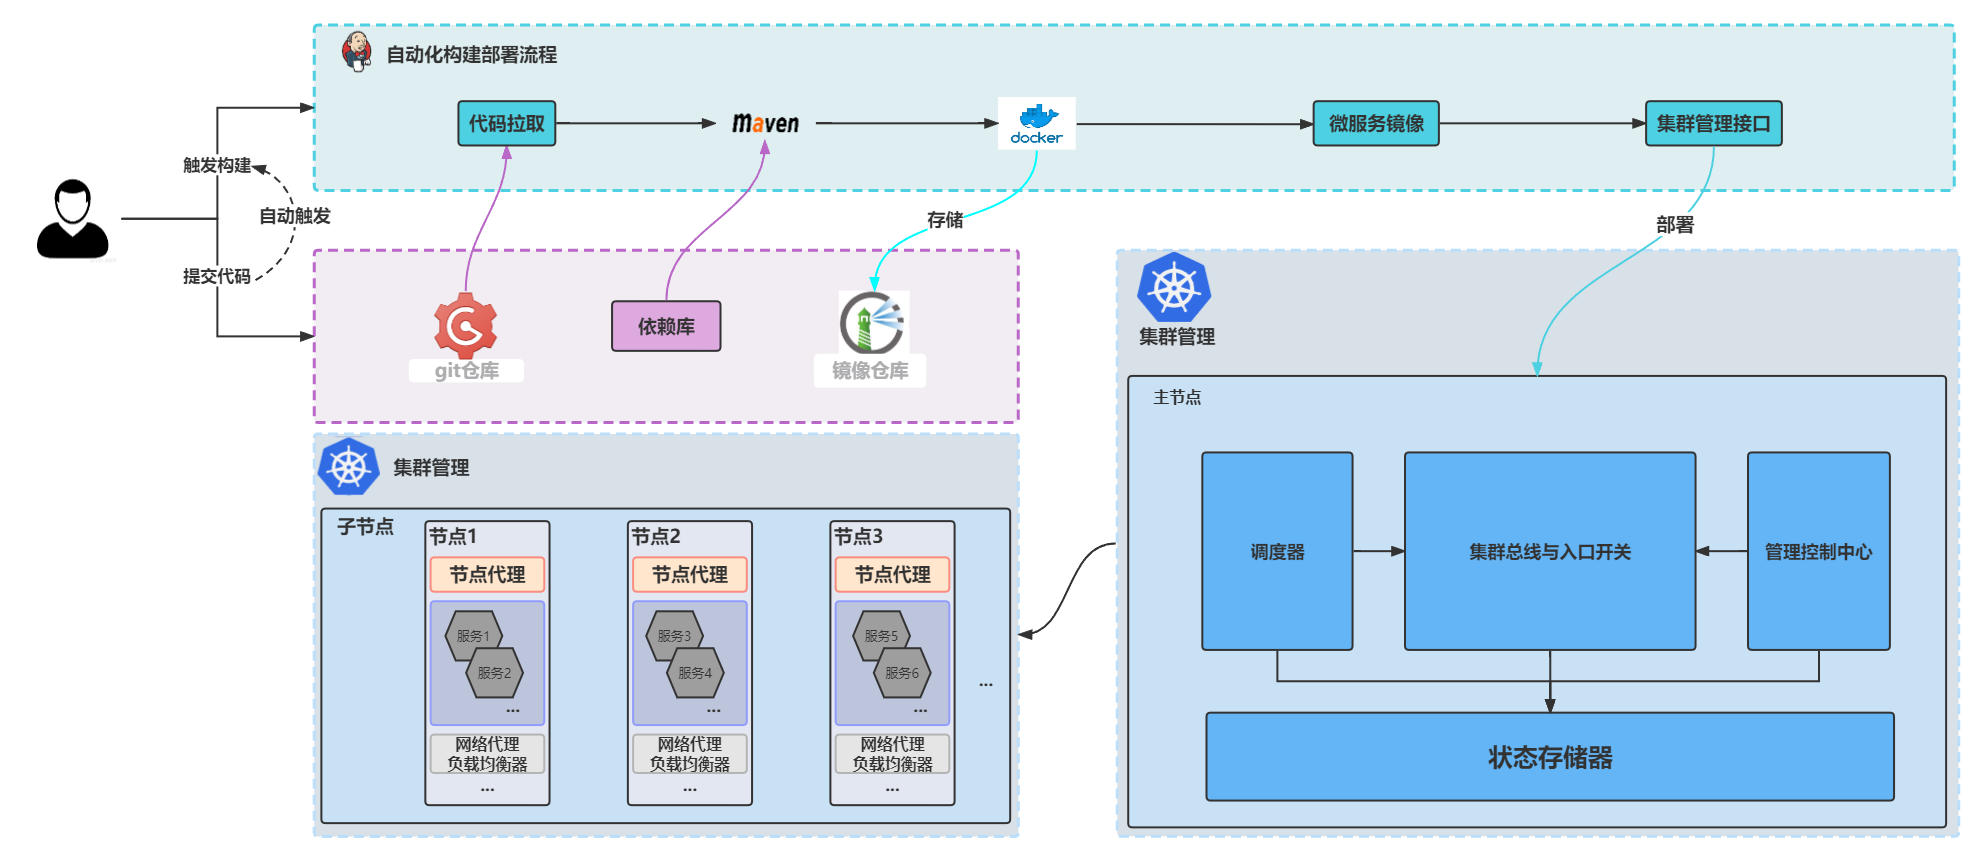 自动化构建部署流程
代码拉取
maven
docker
微服务镜像
集群管理接口
触发构建
自动触发
提交代码
存储
部署
git仓库
依赖库
镜像仓库
集群管理
主节点
调度器
集群总线与入口开关
管理控制中心
状态存储器
集群管理
子节点
节点1
节点代理
服务1
服务2
...
网络代理
负载均衡器
...
节点2
节点代理
服务3
服务4
...
网络代理
负载均衡器
...
节点3
节点代理
服务5
服务6
...
网络代理
负载均衡器
...
...